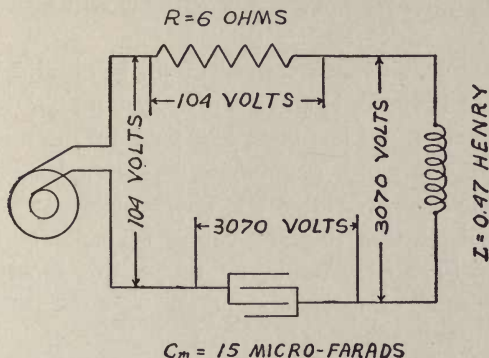 R=6 OHMS
104 VOLTS
104 VOLTS
3070 VOLTS
3070 VOLTS
L=0.47 HENRY
Cm = 15 MICRO-FARADS